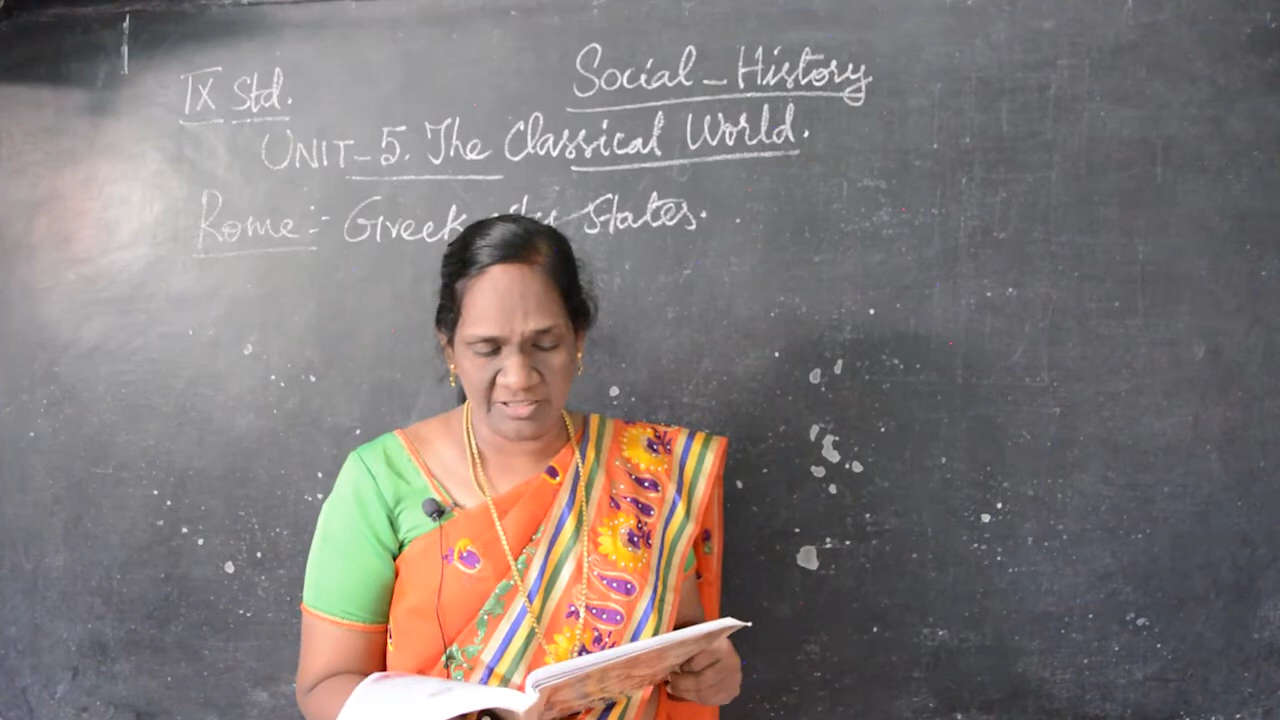 IX Std.
Social - History
UNIT - 5. The Classical World.
Rome :- Greek States.